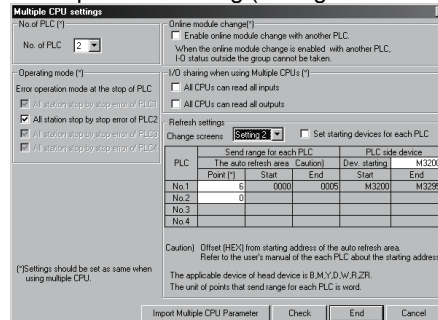 Multiple CPU settings
No. of PLC (*)
No. of PLC 2
Operating mode (*)
Error operation mode at the stop of PLC
All station stop by stop error of PLC1
All station stop by stop error of PLC2
All station stop by stop error of PLC3
All station stop by stop error of PLC4
(*)Settings should be set as same when
using multiple CPU.
Online module change(*)
Enable online module change with another PLC.
When the online module change is enabled with another PLC,
I-O status outside the group cannot be taken.
I/O sharing when using Multiple CPUs (*)
All CPUs can read all inputs
All CPUs can read all outputs
Refresh settings
Change screens Setting 2 Set starting devices for each PLC
PLC Send range for each PLC PLC side device
The auto refresh area Caution) Dev. starting M3200
Point (*) Start End Start End
No.1 6 0000 0005 M3200 M3295
No.2 0
No.3
No.4
Caution) Offset (HEX) from starting address of the auto refresh area.
Refer to the user's manual of the each PLC about the starting address
The applicable device of head device is B,M,Y,D,W,R,ZR.
The unit of points that send range for each PLC is word.
Import Multiple CPU Parameter Check End Cancel